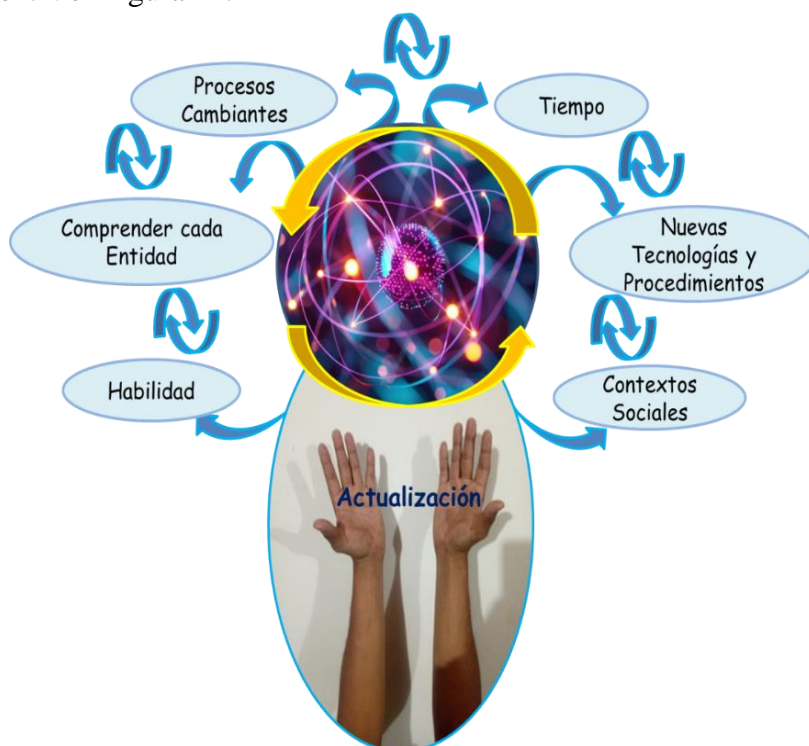 Procesos
Cambiantes
Tiempo
Comprender cada
Entidad
Nuevas
Tecnologías y
Procedimientos
Habilidad
Contextos
Sociales
Actualización